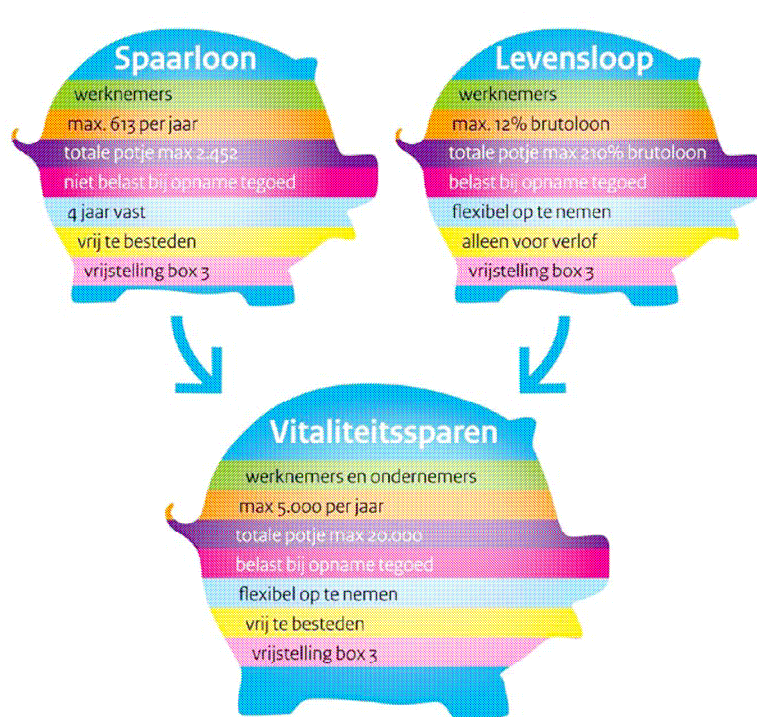 Spaarloon
werknemers
max. 613 per jaar
totale potje max 2.452
niet belast bij opname tegoed
4 jaar vast
vrij te besteden
vrijstelling box 3
Levensloop
werknemers
max. 12% brutoloon
totale potje max 210% brutoloon
belast bij opname tegoed
flexibel op te nemen
alleen voor verlof
vrijstelling box 3
Vitaliteitssparen
werknemers en ondernemers
max 5.000 per jaar
totale potje max 20.000
belast bij opname tegoed
flexibel op te nemen
vrij te besteden
vrijstelling box 3